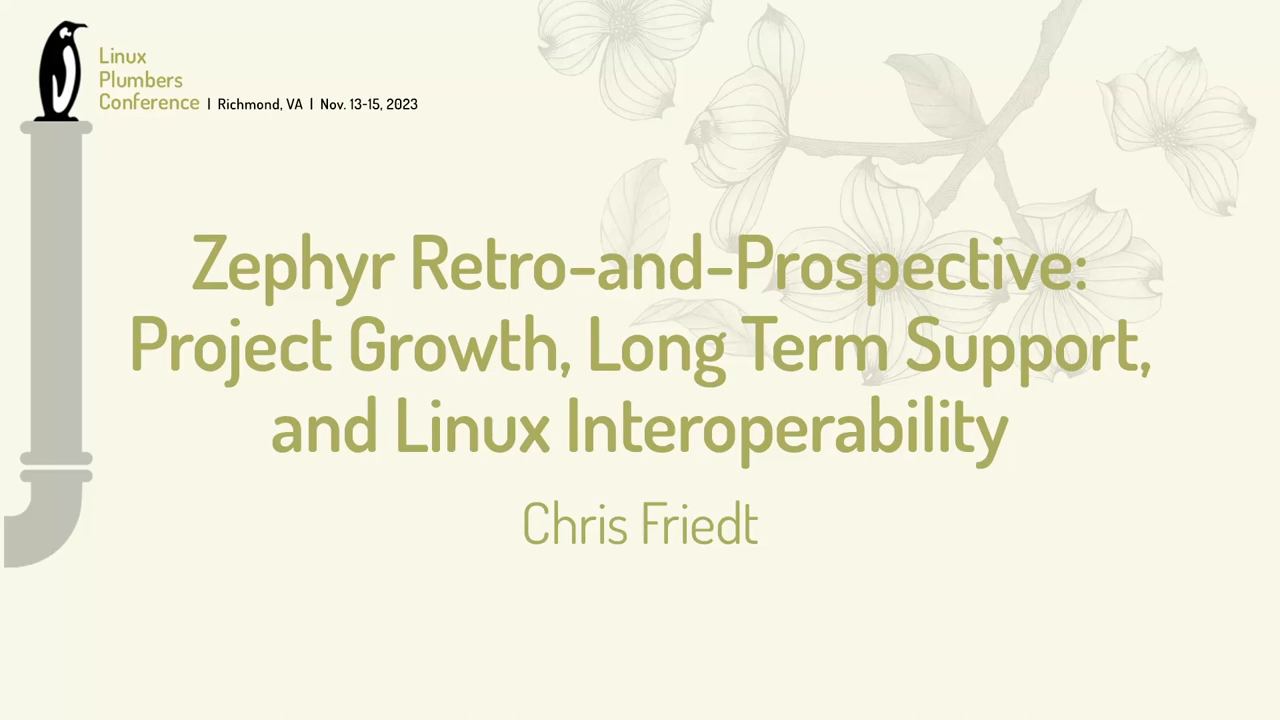 Linux
Plumbers
Conference | Richmond, VA | Nov. 13-15, 2023
Zephyr Retro-and-Prospective:
Project Growth, Long Term Support,
and Linux Interoperability
Chris Friedt